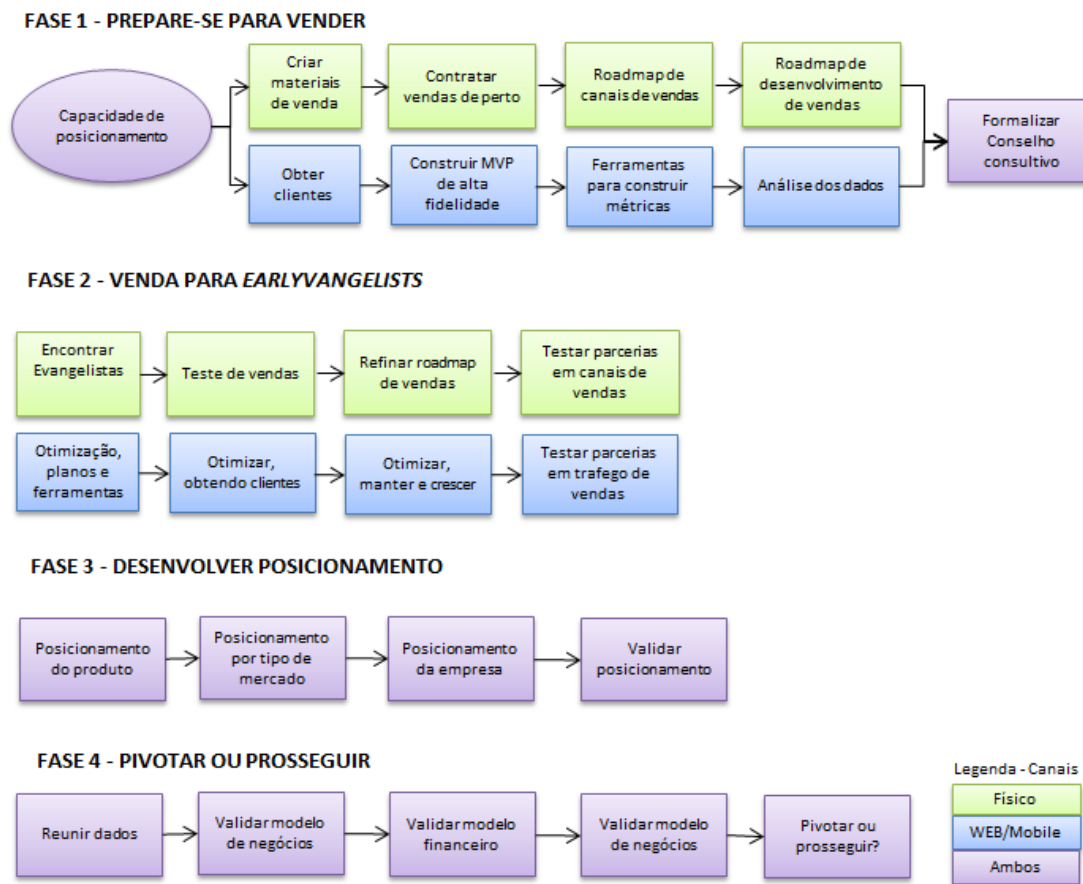 FASE 1 - PREPARE-SE PARA VENDER
Capacidade de
posicionamento
Criar
materiais
de venda
Contratar
vendas de perto
Roadmap de
canais de vendas
Roadmap de
desenvolvimento
de vendas
Obter
clientes
Construir MVP
de alta
fidelidade
Ferramentas
para construir
métricas
Análise dos dados
Formalizar
Conselho
consultivo
FASE 2 - VENDA PARA EARLYVANGELISTS
Encontrar
Evangelistas
Teste de vendas
Refinar roadmap
de vendas
Testar parcerias
em canais de
vendas
Otimização,
planos e
ferramentas
Otimizar,
obtendo clientes
Otimizar,
manter e crescer
Testar parcerias
em trafego de
vendas
FASE 3 - DESENVOLVER POSICIONAMENTO
Posicionamento
do produto
Posicionamento
por tipo de
mercado
Posicionamento
da empresa
Validar
posicionamento
FASE 4 - PIVOTAR OU PROSSEGUIR
Reunir dados
Validar modelo
de negócios
Validar modelo
financeiro
Validar modelo
de negócios
Pivotar ou
prosseguir?
Legenda - Canais
Físico
WEB/Mobile
Ambos